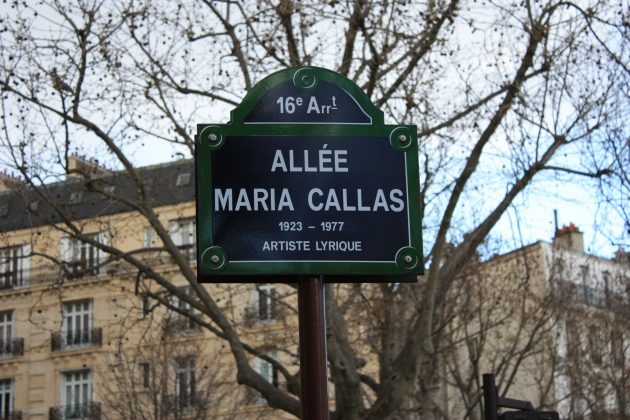 16e Arrt
ALLÉE
MARIA CALLAS
1923 - 1977
ARTISTE LYRIQUE